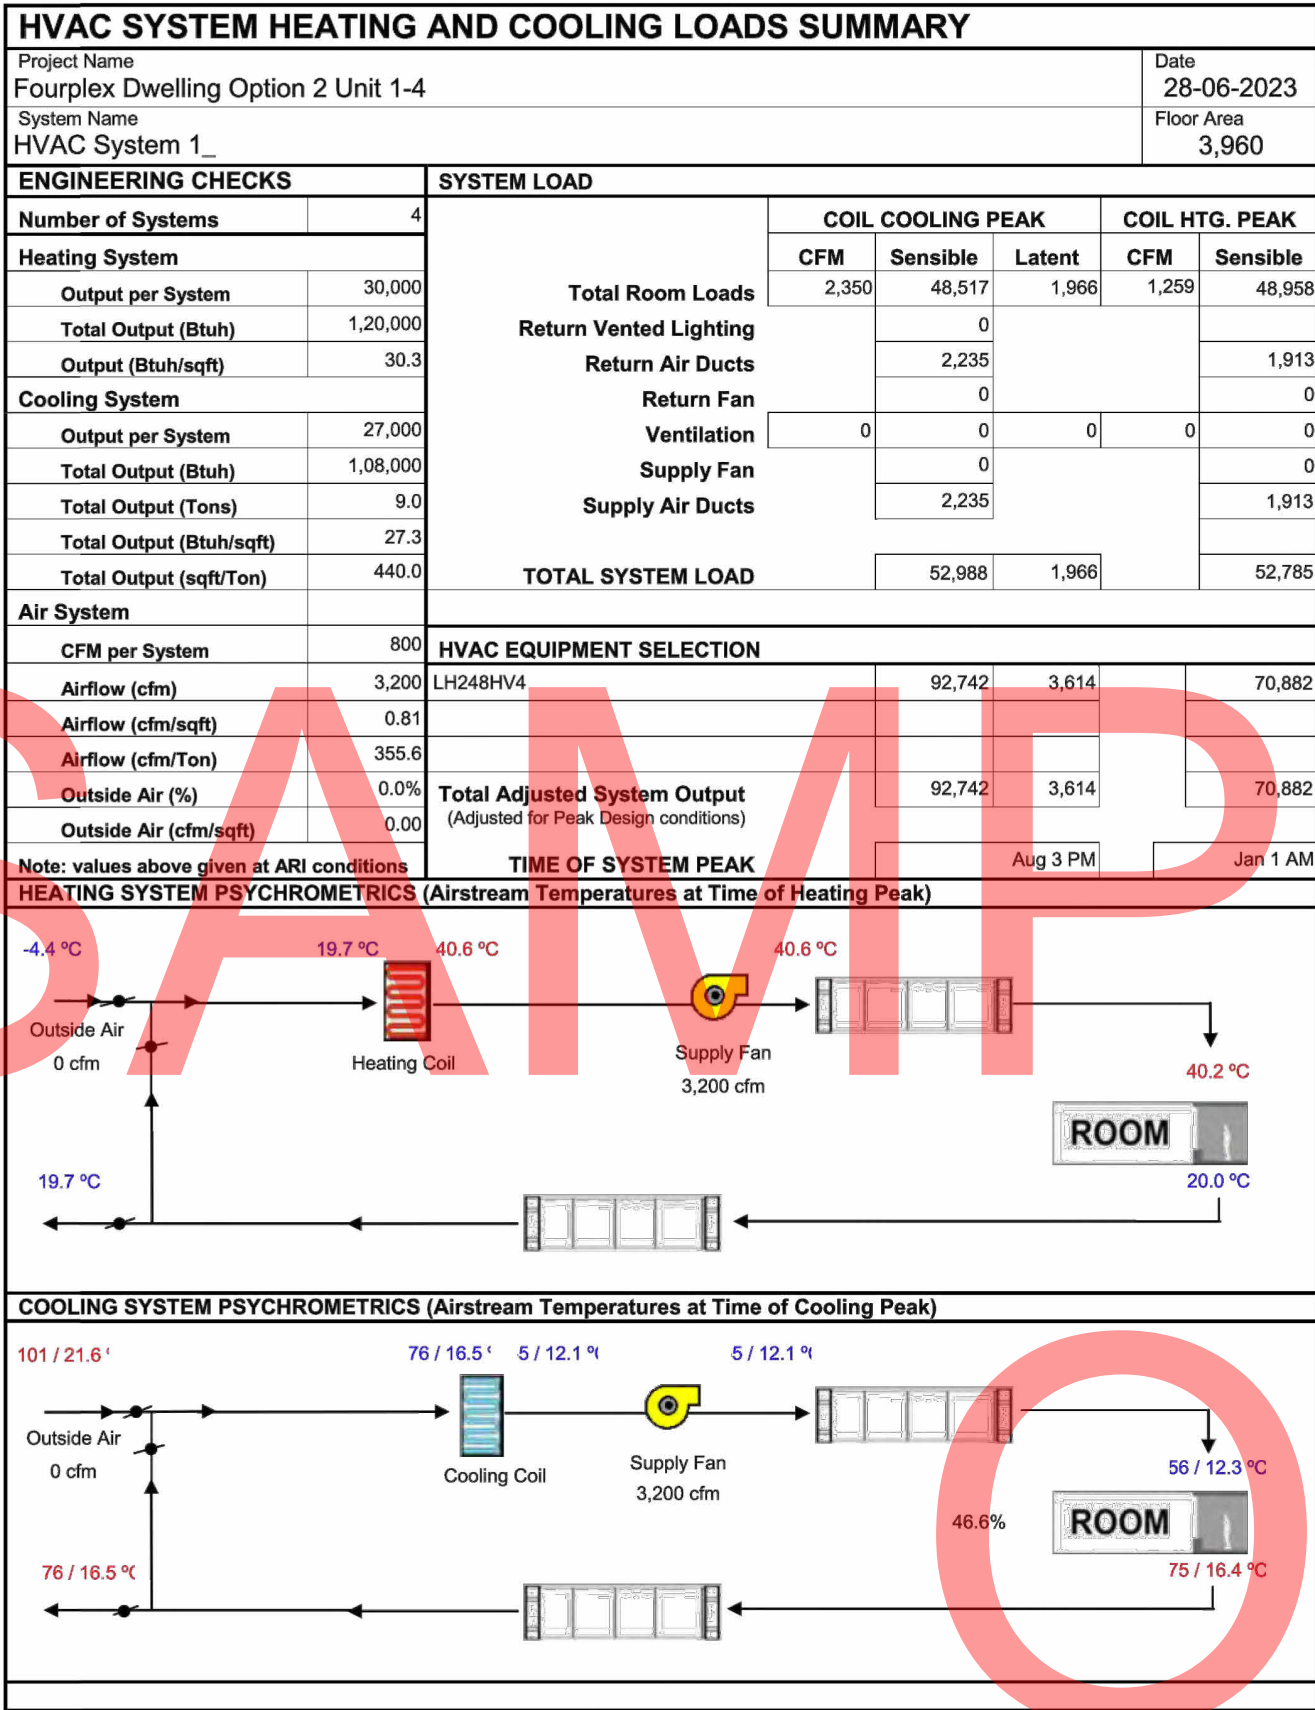 HVAC SYSTEM HEATING AND COOLING LOADS SUMMARY
Project Name
Fourplex Dwelling Option 2 Unit 1-4
Date
28-06-2023
System Name
HVAC System 1_
Floor Area
3,960
ENGINEERING CHECKS
SYSTEM LOAD
Number of Systems 4
COIL COOLING PEAK COIL HTG. PEAK
Heating System
CFM Sensible Latent CFM Sensible
Output per System 30,000
Total Room Loads 2,350 48,517 1,966 1,259 48,958
Total Output (Btuh) 1,20,000
Return Vented Lighting 0
Output (Btuh/sqft) 30.3
Return Air Ducts 2,235 1,913
Cooling System
Return Fan 0 0
Output per System 27,000
Ventilation 0 0 0 0 0
Total Output (Btuh) 1,08,000
Supply Fan 0 0
Total Output (Tons) 9.0
Supply Air Ducts 2,235 1,913
Total Output (Btuh/sqft) 27.3
Total Output (sqft/Ton) 440.0
TOTAL SYSTEM LOAD 52,988 1,966 52,785
Air System
CFM per System 800
HVAC EQUIPMENT SELECTION
Airflow (cfm) 3,200
LH248HV4 92,742 3,614 70,882
Airflow (cfm/sqft) 0.81
Airflow (cfm/Ton) 355.6
Outside Air (%) 0.0%
Total Adjusted System Output 92,742 3,614 70,882
(Adjusted for Peak Design conditions)
Outside Air (cfm/sqft) 0.00
Note: values above given at ARI conditions
TIME OF SYSTEM PEAK Aug 3 PM Jan 1 AM
HEATING SYSTEM PSYCHROMETRICS (Airstream Temperatures at Time of Heating Peak)
-4.4 ºC 19.7 ºC 40.6 ºC 40.6 ºC
Outside Air
0 cfm
Heating Coil
Supply Fan
3,200 cfm
40.2 ºC
ROOM
19.7 ºC 20.0 ºC
COOLING SYSTEM PSYCHROMETRICS (Airstream Temperatures at Time of Cooling Peak)
101 / 21.6 76 / 16.5 5 / 12.1 º 5 / 12.1 º
Outside Air
0 cfm
Cooling Coil
Supply Fan
3,200 cfm
56 / 12.3 ºC
46.6%
ROOM
76 / 16.5 º 75 / 16.4 ºC
SAMP
O